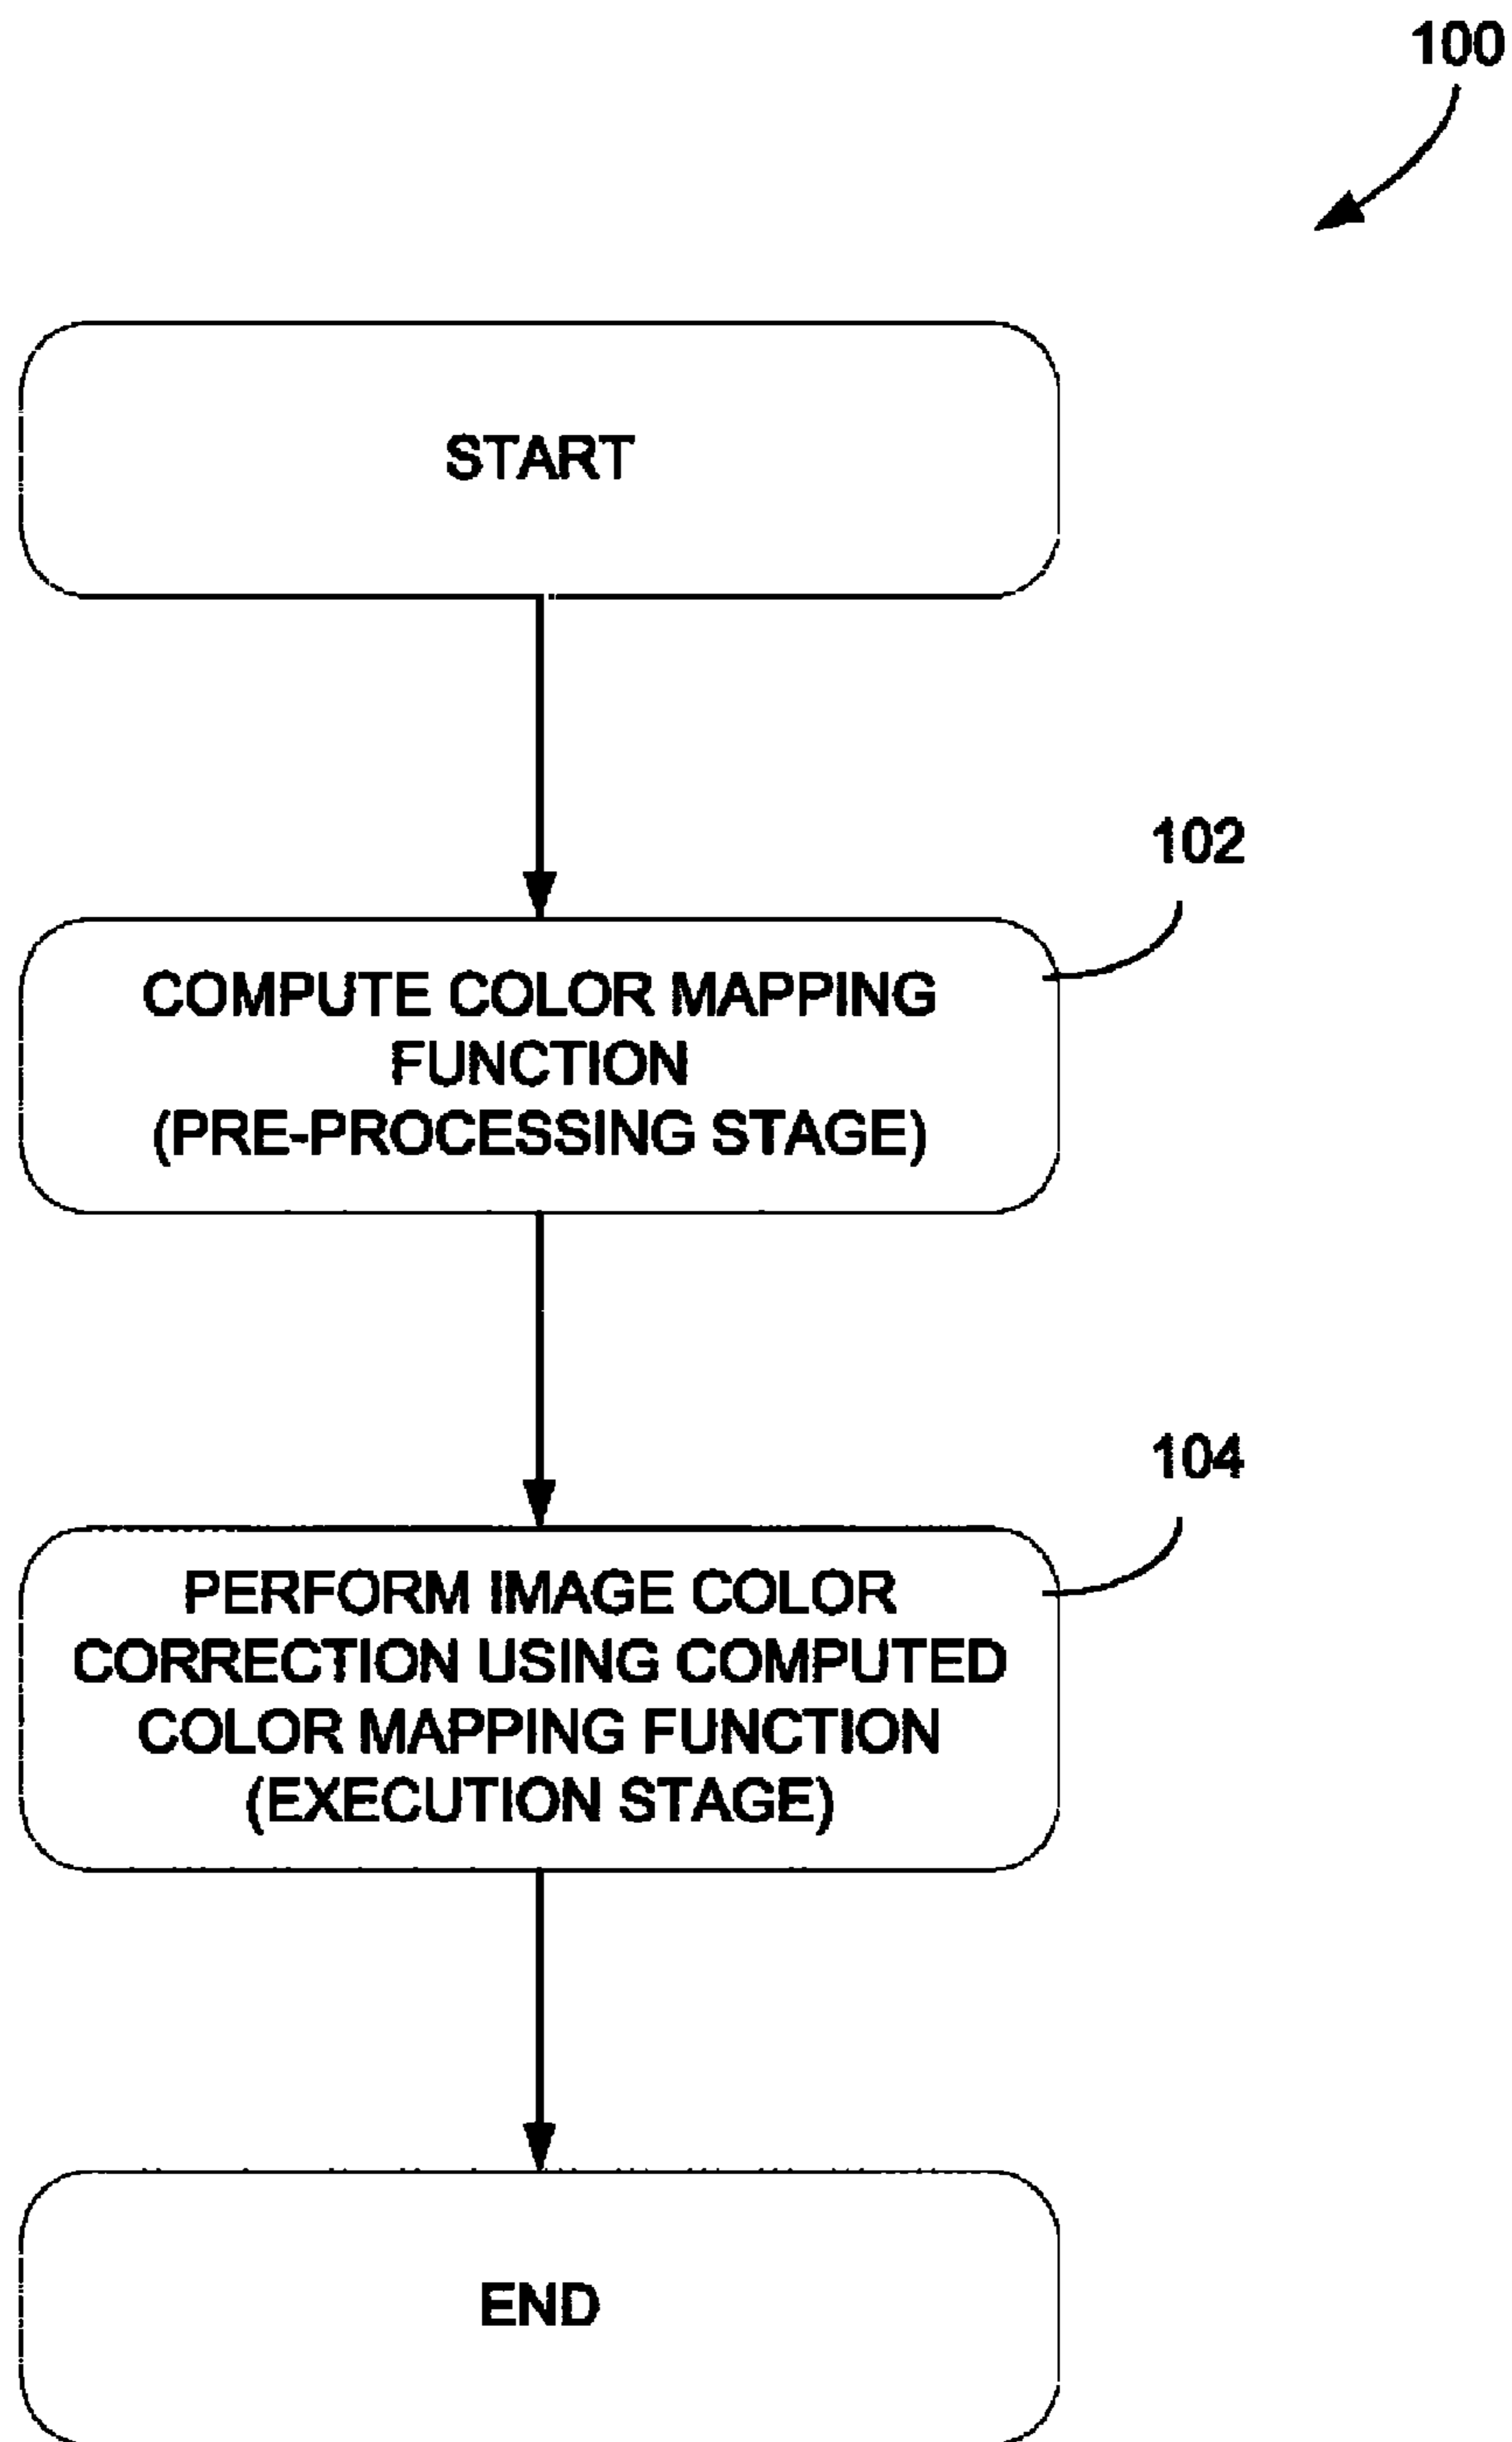 100
START
102
COMPUTE COLOR MAPPING
FUNCTION
(PRE-PROCESSING STAGE)
104
PERFORM IMAGE COLOR
CORRECTION USING COMPUTED
COLOR MAPPING FUNCTION
(EXECUTION STAGE)
END